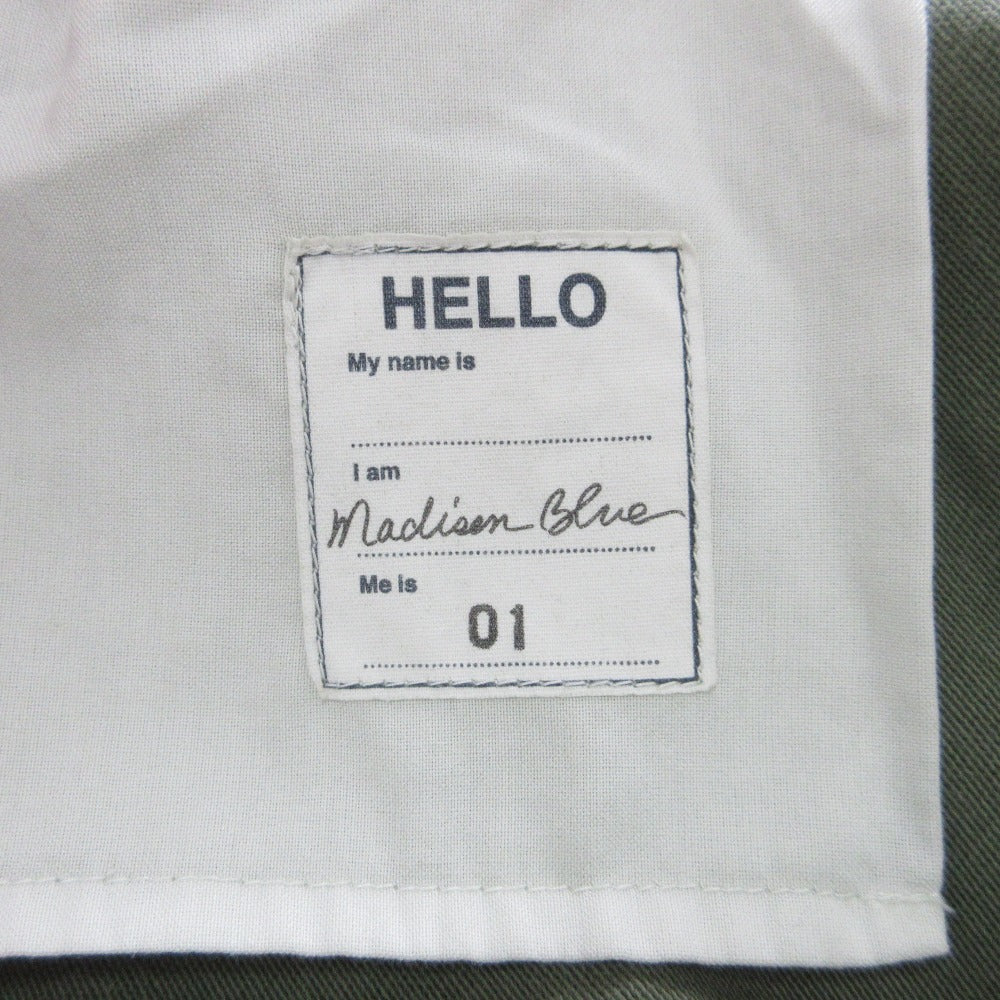 HELLO
My name is
I am
Madison Blue
Me is
01